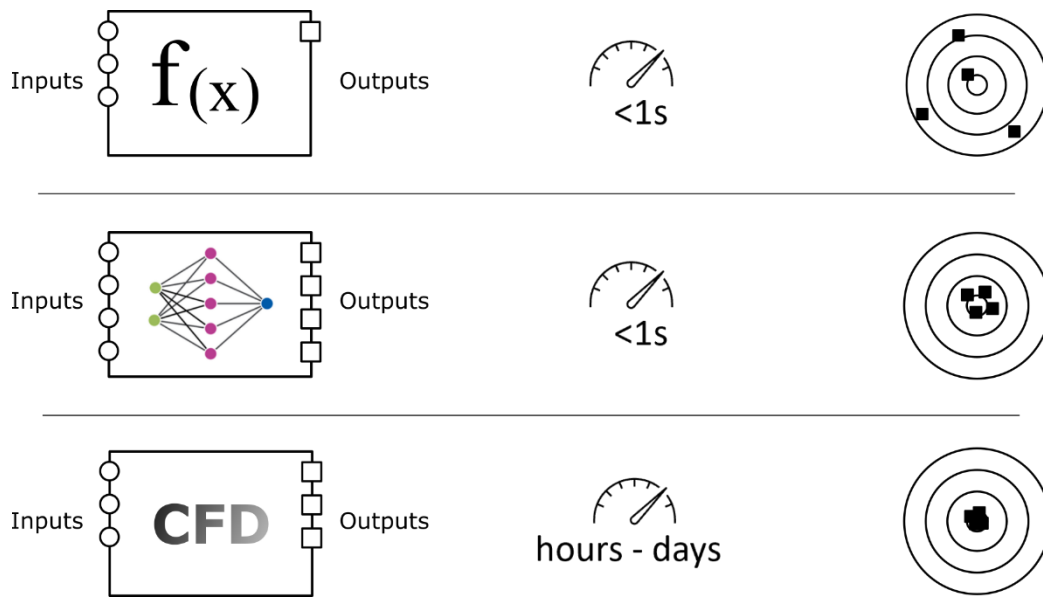 Inputs
f(x)
Outputs
<1s
Inputs
Outputs
<1s
Inputs
CFD
Outputs
hours - days